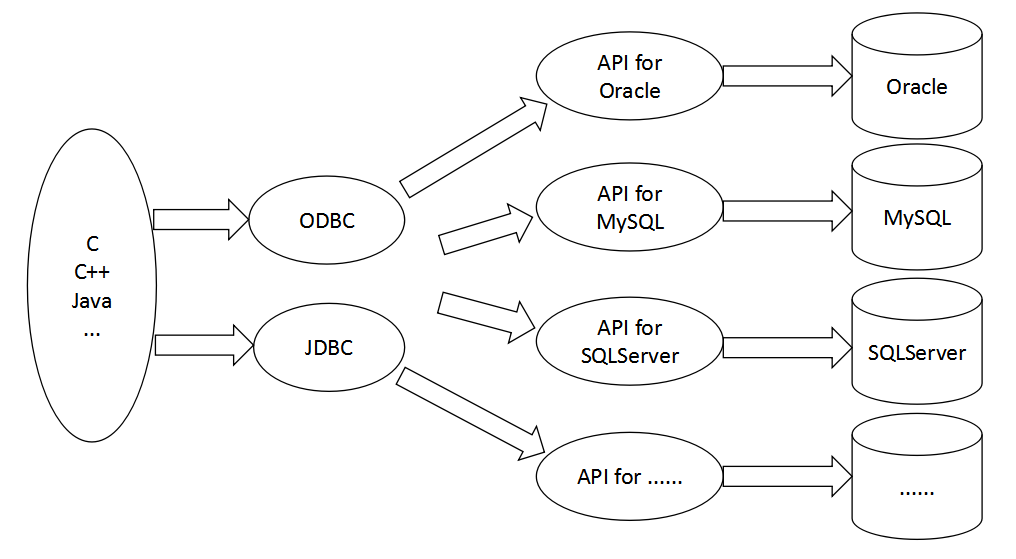 C
C++
Java
...
ODBC
JDBC
API for
Oracle
API for
MySQL
API for
SQLServer
API for ......
Oracle
MySQL
SQLServer
......